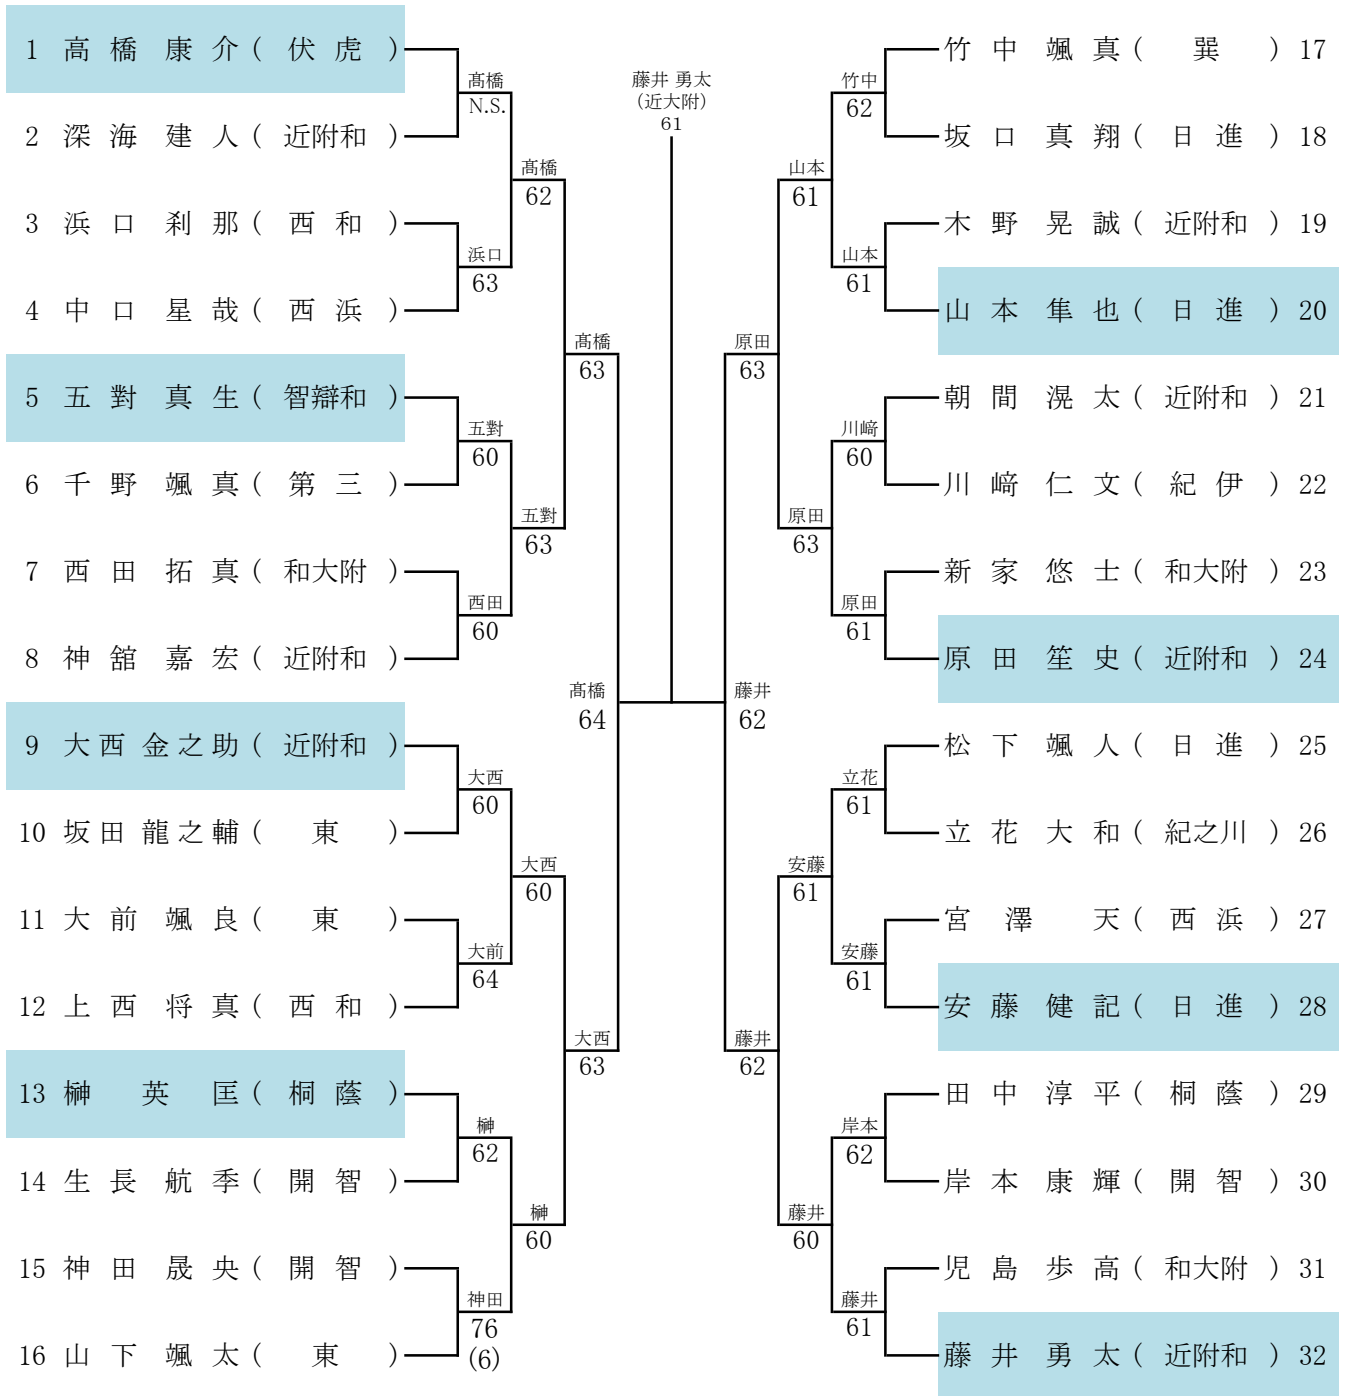 1 高橋康介(伏虎)
高橋
N.S.
2 深海建人(近附和)
髙橋
62
3 浜口刹那(西和)
浜口
63
4 中口星哉(西浜)
髙橋
63
5 五對真生(智辯和)
五對
60
6 千野颯真(第三)
五對
63
7 西田拓真(和大附)
西田
60
8 神舘嘉宏(近附和)
髙橋
64
9 大西金之助(近附和)
大西
60
10 坂田龍之輔(東)
大西
60
11 大前颯良(東)
大前
64
12 上西将真(西和)
大西
63
13 榊英匡(桐蔭)
榊
62
14 生長航季(開智)
榊
60
15 神田晟央(開智)
神田
76
(6)
16 山下颯太(東)
藤井 勇太
(近大附)
61
竹中颯真(巽)17
竹中
62
坂口真翔(日進)18
山本
61
木野晃誠(近附和)19
山本
61
山本隼也(日進)20
原田
63
朝間滉太(近附和)21
川﨑
60
川﨑仁文(紀伊)22
原田
63
新家悠士(和大附)23
原田
61
原田笙史(近附和)24
藤井
62
松下颯人(日進)25
立花
61
立花大和(紀之川)26
安藤
61
宮澤天(西浜)27
安藤
61
安藤健記(日進)28
藤井
62
田中淳平(桐蔭)29
岸本
62
岸本康輝(開智)30
藤井
60
児島歩高(和大附)31
藤井
61
藤井勇太(近附和)32